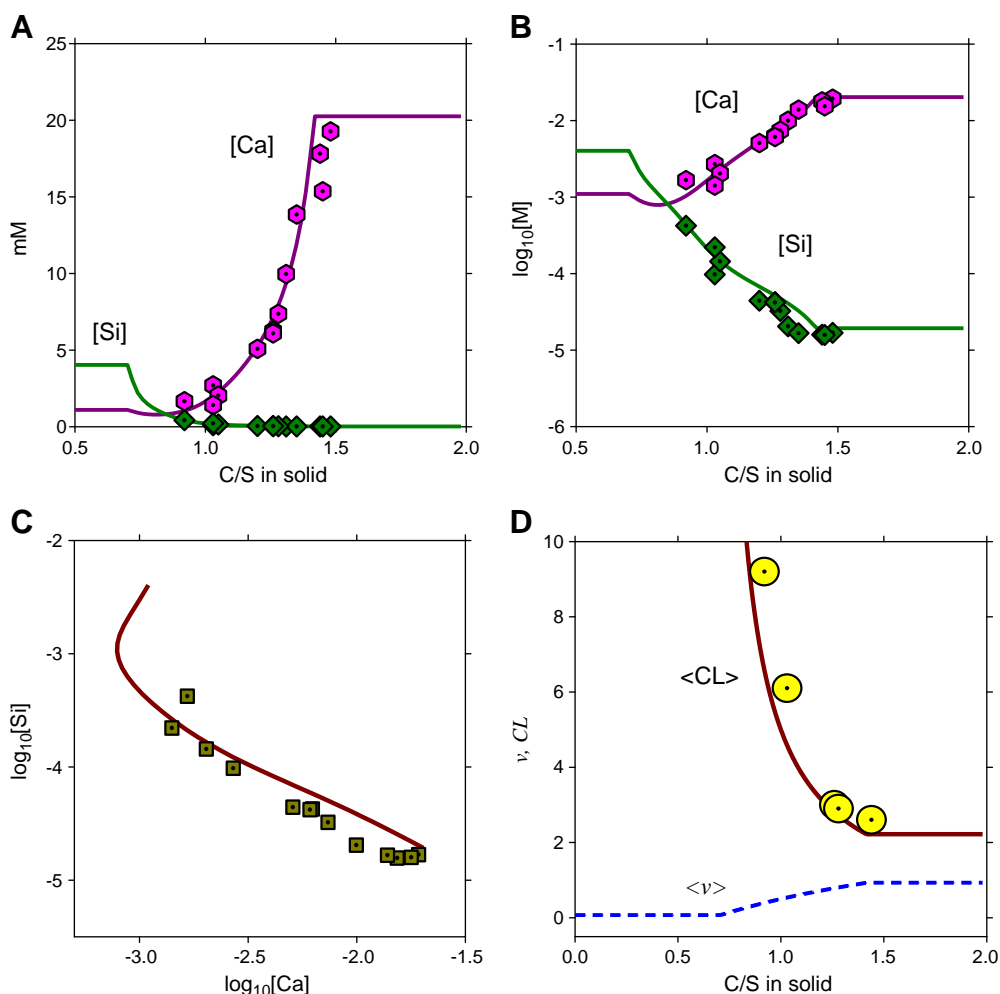 A
25
20
15
10
5
0
mM
[Ca]
[Si]
0.5
1.0
1.5
2.0
C/S in solid
B
-1
-2
-3
-4
-5
-6
log₁₀[M]
[Ca]
[Si]
0.5
1.0
1.5
2.0
C/S in solid
C
-2
-3
-4
-5
log₁₀[Si]
-3.0
-2.5
-2.0
-1.5
log₁₀[Ca]
D
10
8
6
4
2
0
v, CL
<CL>
<v>
0.0
0.5
1.0
1.5
2.0
C/S in solid